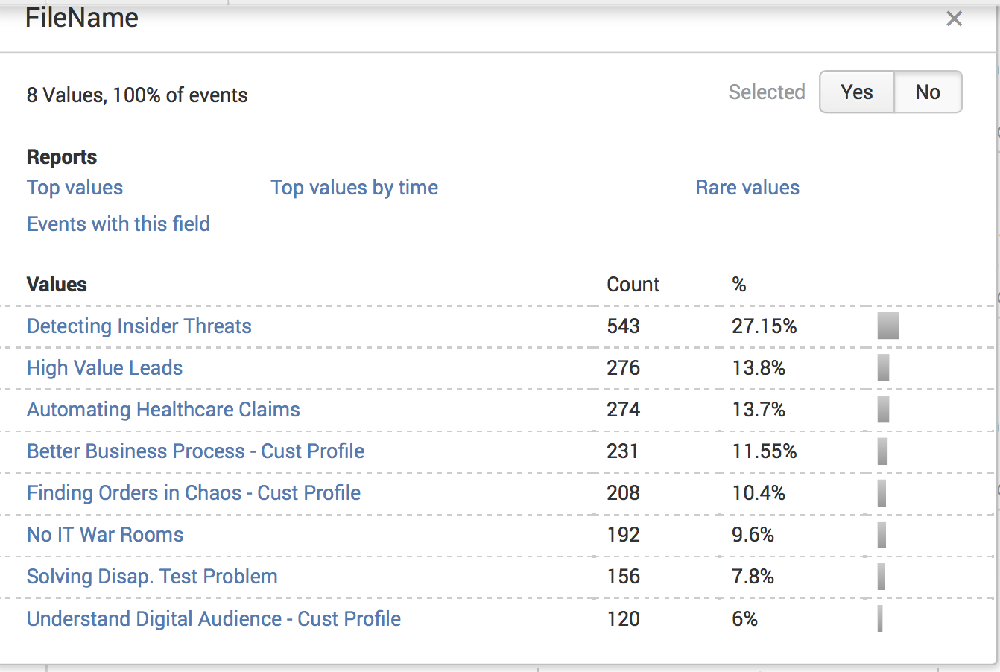 FileName
8 Values, 100% of events
Selected Yes No
Reports
Top values Top values by time Rare values
Events with this field
Values Count %
Detecting Insider Threats 543 27.15%
High Value Leads 276 13.8%
Automating Healthcare Claims 274 13.7%
Better Business Process - Cust Profile 231 11.55%
Finding Orders in Chaos - Cust Profile 208 10.4%
No IT War Rooms 192 9.6%
Solving Disap. Test Problem 156 7.8%
Understand Digital Audience - Cust Profile 120 6%